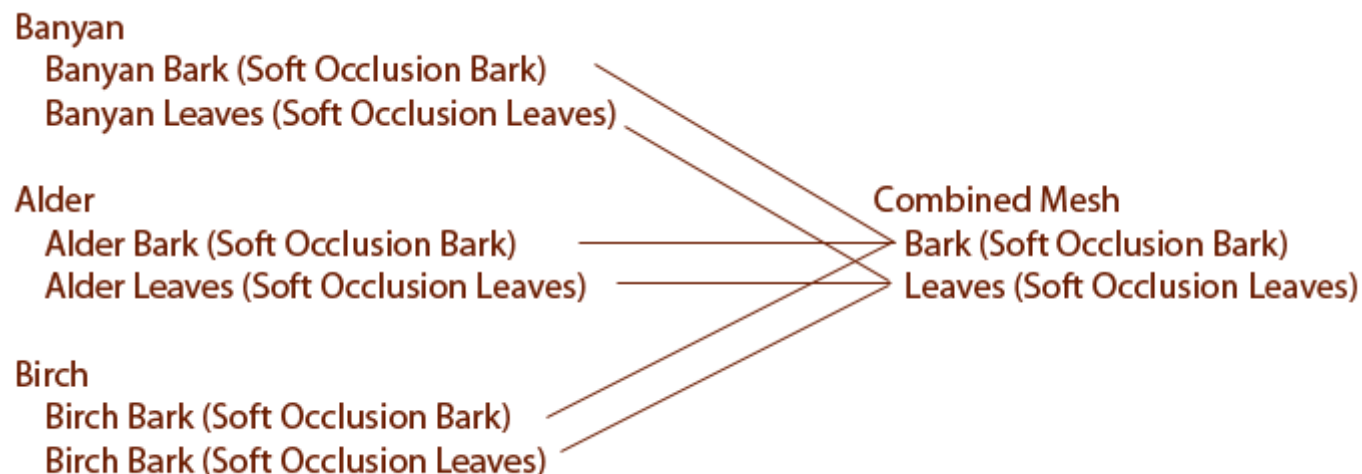 Banyan
Banyan Bark (Soft Occlusion Bark)
Banyan Leaves (Soft Occlusion Leaves)
Alder
Alder Bark (Soft Occlusion Bark)
Alder Leaves (Soft Occlusion Leaves)
Birch
Birch Bark (Soft Occlusion Bark)
Birch Bark (Soft Occlusion Leaves)
Combined Mesh
Bark (Soft Occlusion Bark)
Leaves (Soft Occlusion Leaves)